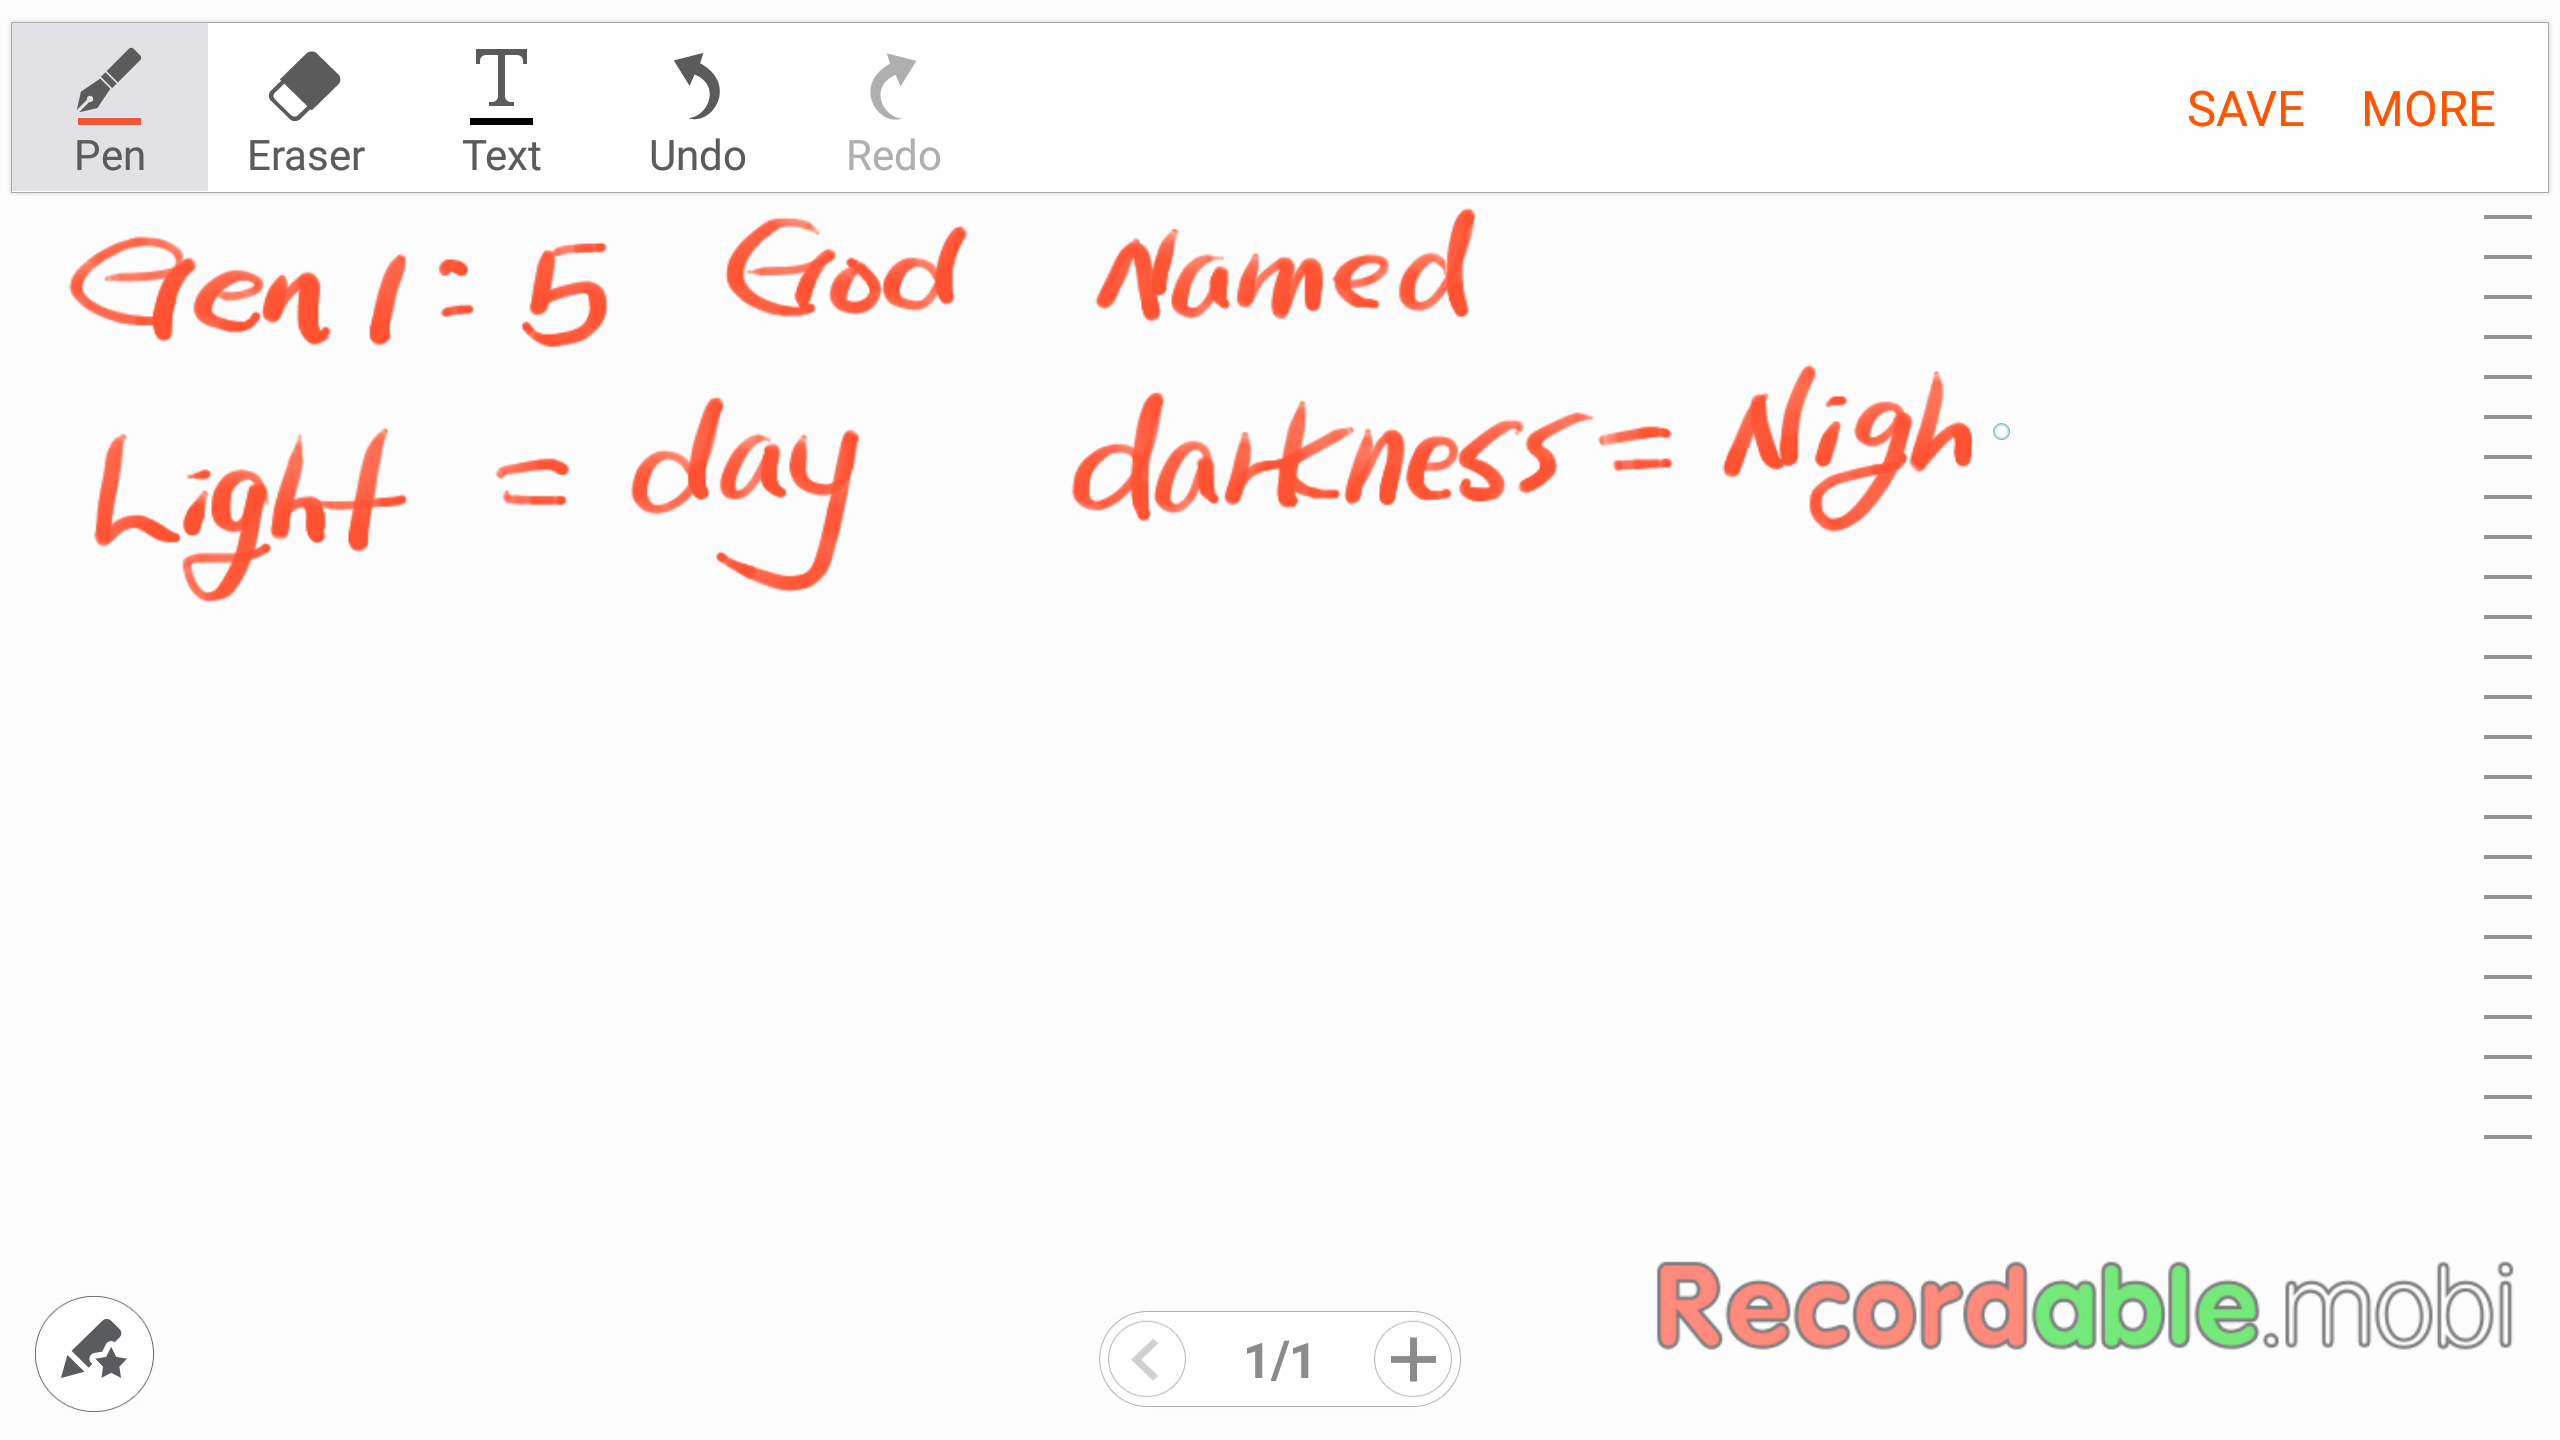 Pen Eraser Text Undo Redo SAVE MORE
Gen 1:5 God Named
Light = day darkness = Nigh
1/1
Recordable.mobi